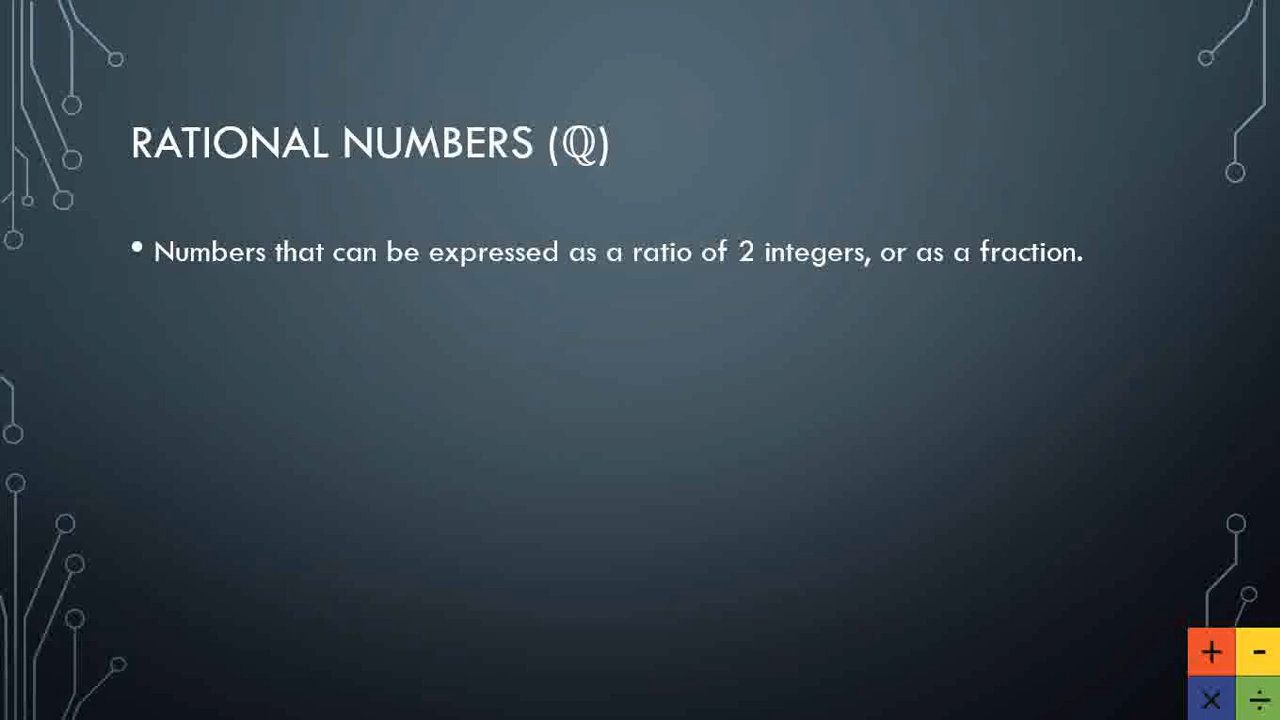 RATIONAL NUMBERS (ℚ)
• Numbers that can be expressed as a ratio of 2 integers, or as a fraction.
+ -
× ÷